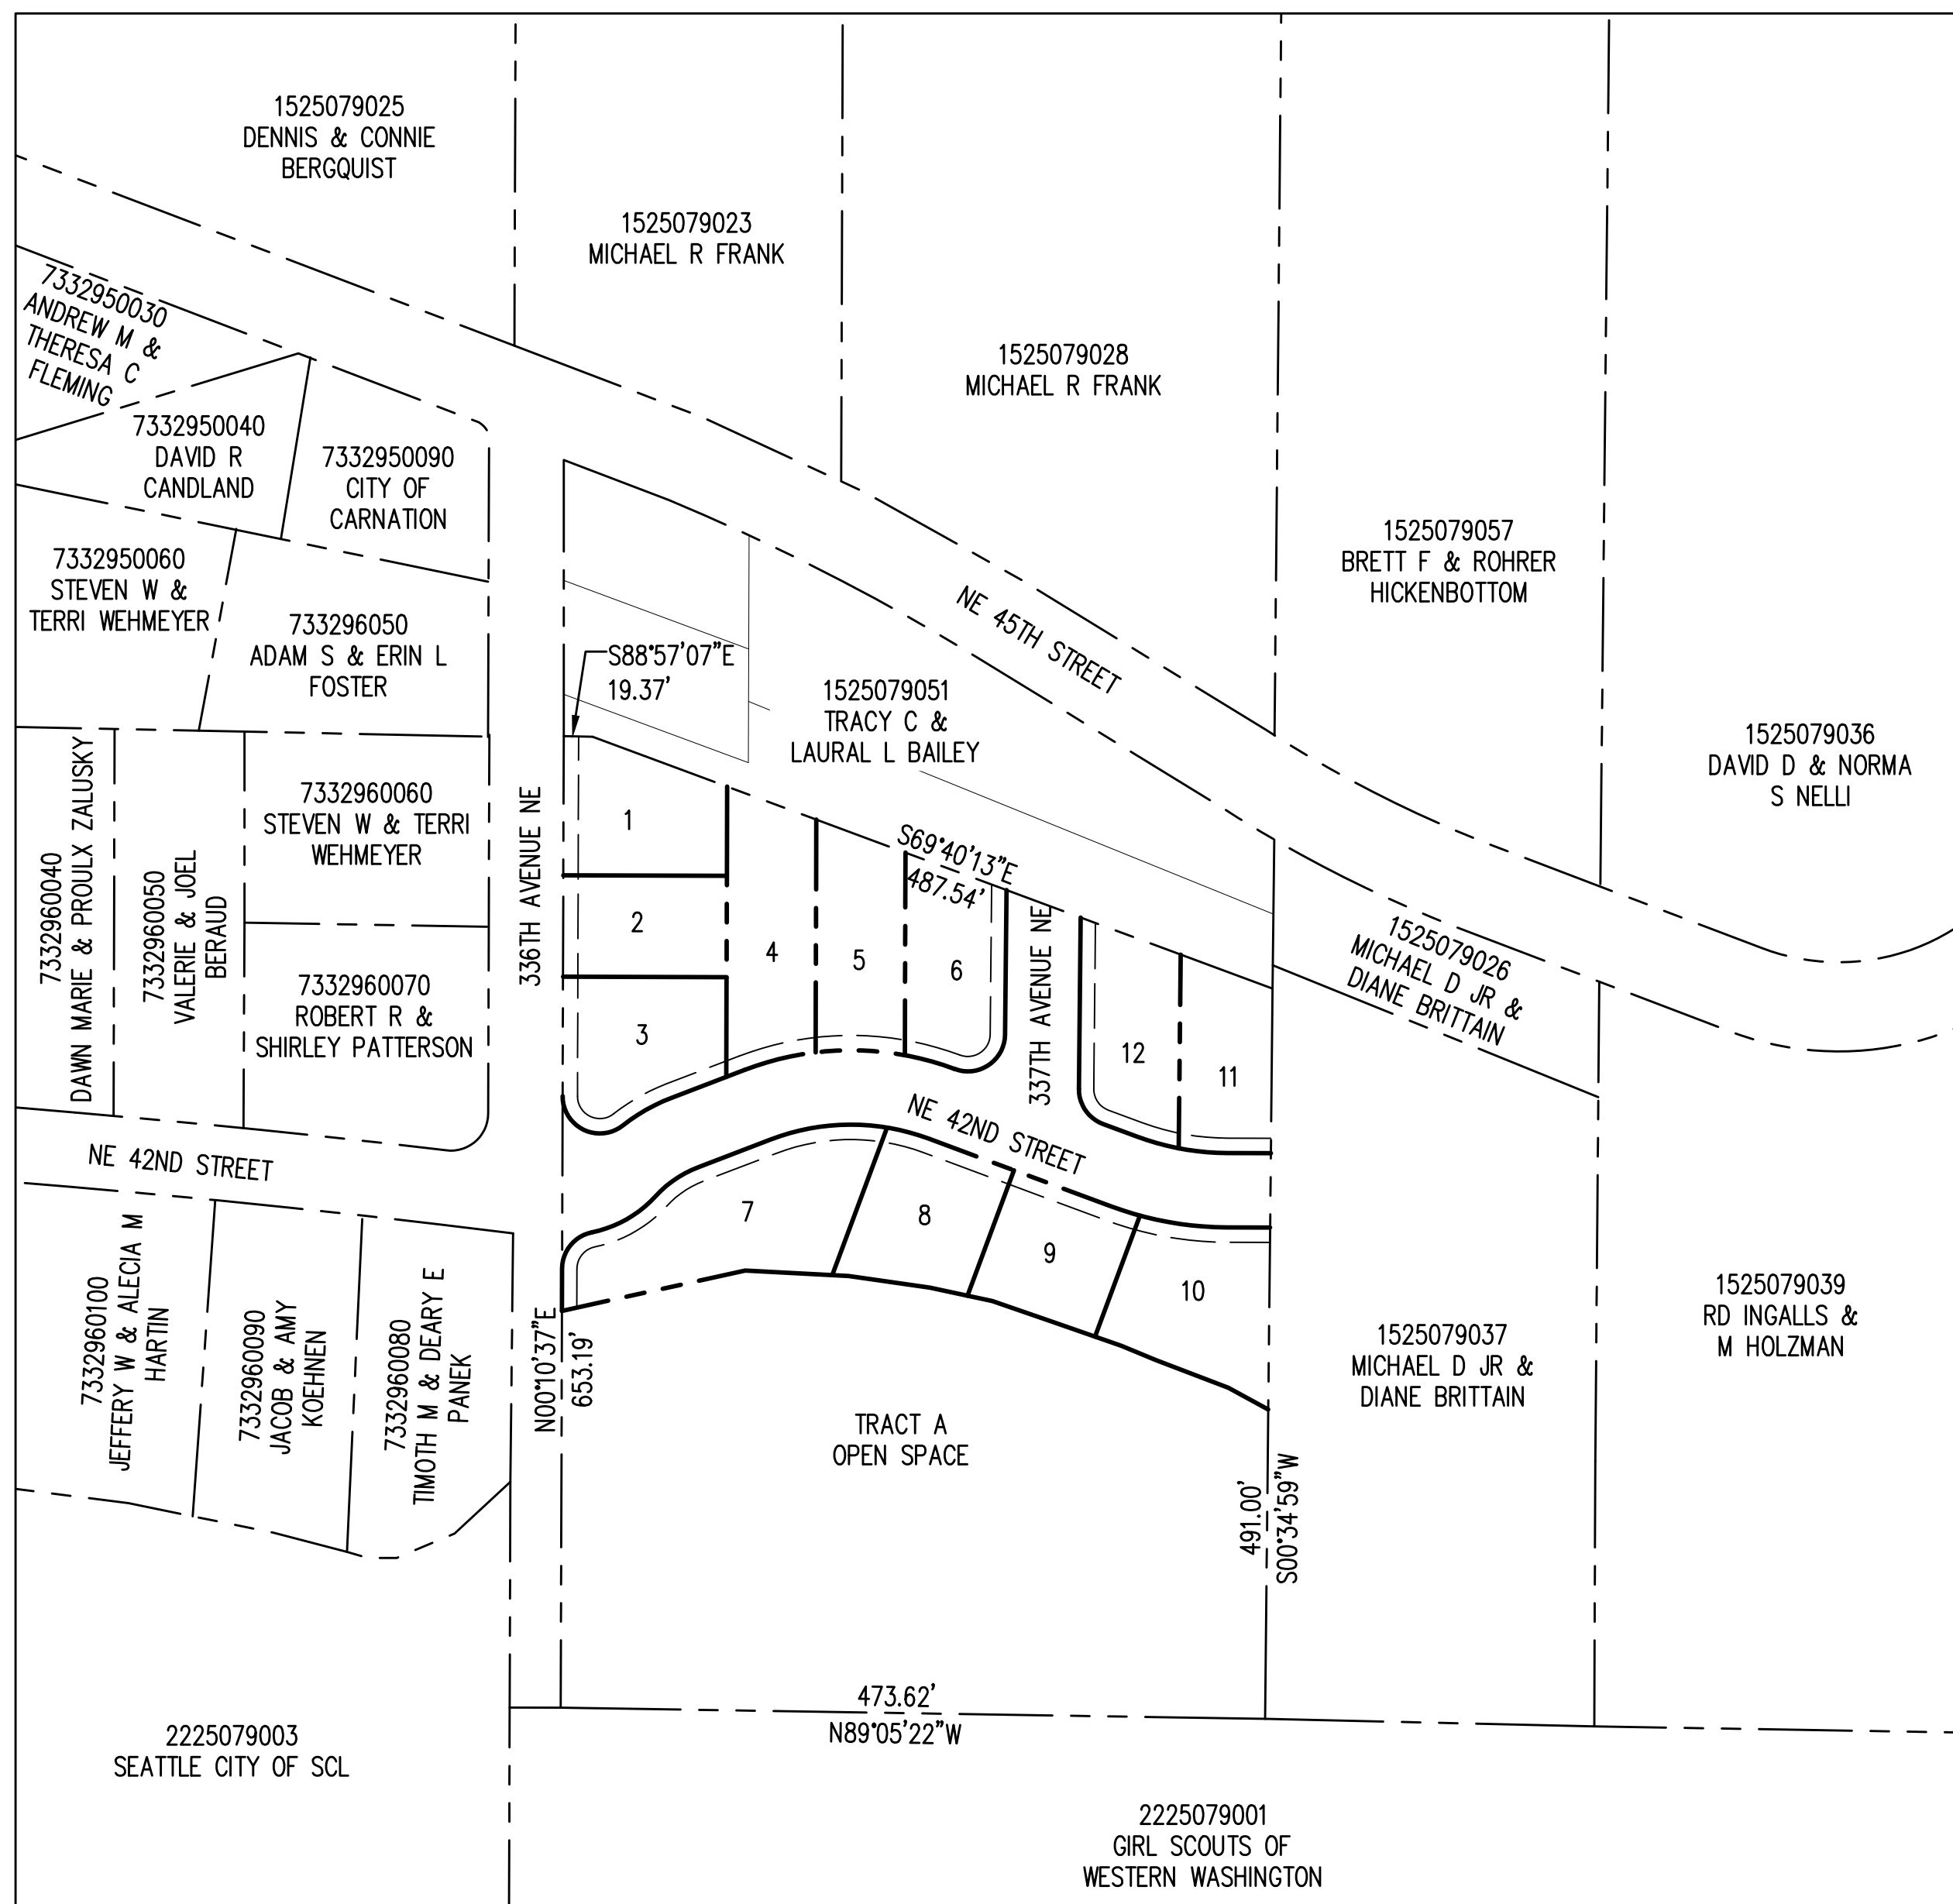 1525079025
DENNIS & CONNIE
BERGQUIST
1525079023
MICHAEL R FRANK
1525079028
MICHAEL R FRANK
1525079057
BRETT F & ROHRER
HICKENBOTTOM
1525079036
DAVID D & NORMA
S NELLI
7332950030
ANDREW M &
THERESA C
FLEMING
7332950040
DAVID R
CANDLAND
7332950090
CITY OF
CARNATION
7332950060
STEVEN W &
TERRI WEHMEYER
733296050
ADAM S & ERIN L
FOSTER
S88°57'07"E
19.37'
1525079051
TRACY C &
LAURAL L BAILEY
NE 45TH STREET
7332960040
DAWN MARIE & PROULX ZALUSKY
7332960050
VALERIE & JOEL
BERAUD
7332960060
STEVEN W & TERRI
WEHMEYER
7332960070
ROBERT R &
SHIRLEY PATTERSON
336TH AVENUE NE
1
2
3
4
5
6
S69°40'13"E
487.54'
337TH AVENUE NE
12
11
1525079026
MICHAEL D JR &
DIANE BRITTAIN
NE 42ND STREET
NE 42ND STREET
7
8
9
10
7332960100
JEFFERY W & ALECIA M
HARTIN
7332960090
JACOB & AMY
KOEHNEN
7332960080
TIMOTH M & DEARY E
PANEK
N00°10'37"E
653.19'
TRACT A
OPEN SPACE
491.00'
S00°34'59"W
1525079037
MICHAEL D JR &
DIANE BRITTAIN
1525079039
RD INGALLS &
M HOLZMAN
473.62'
N89°05'22"W
2225079003
SEATTLE CITY OF SCL
2225079001
GIRL SCOUTS OF
WESTERN WASHINGTON